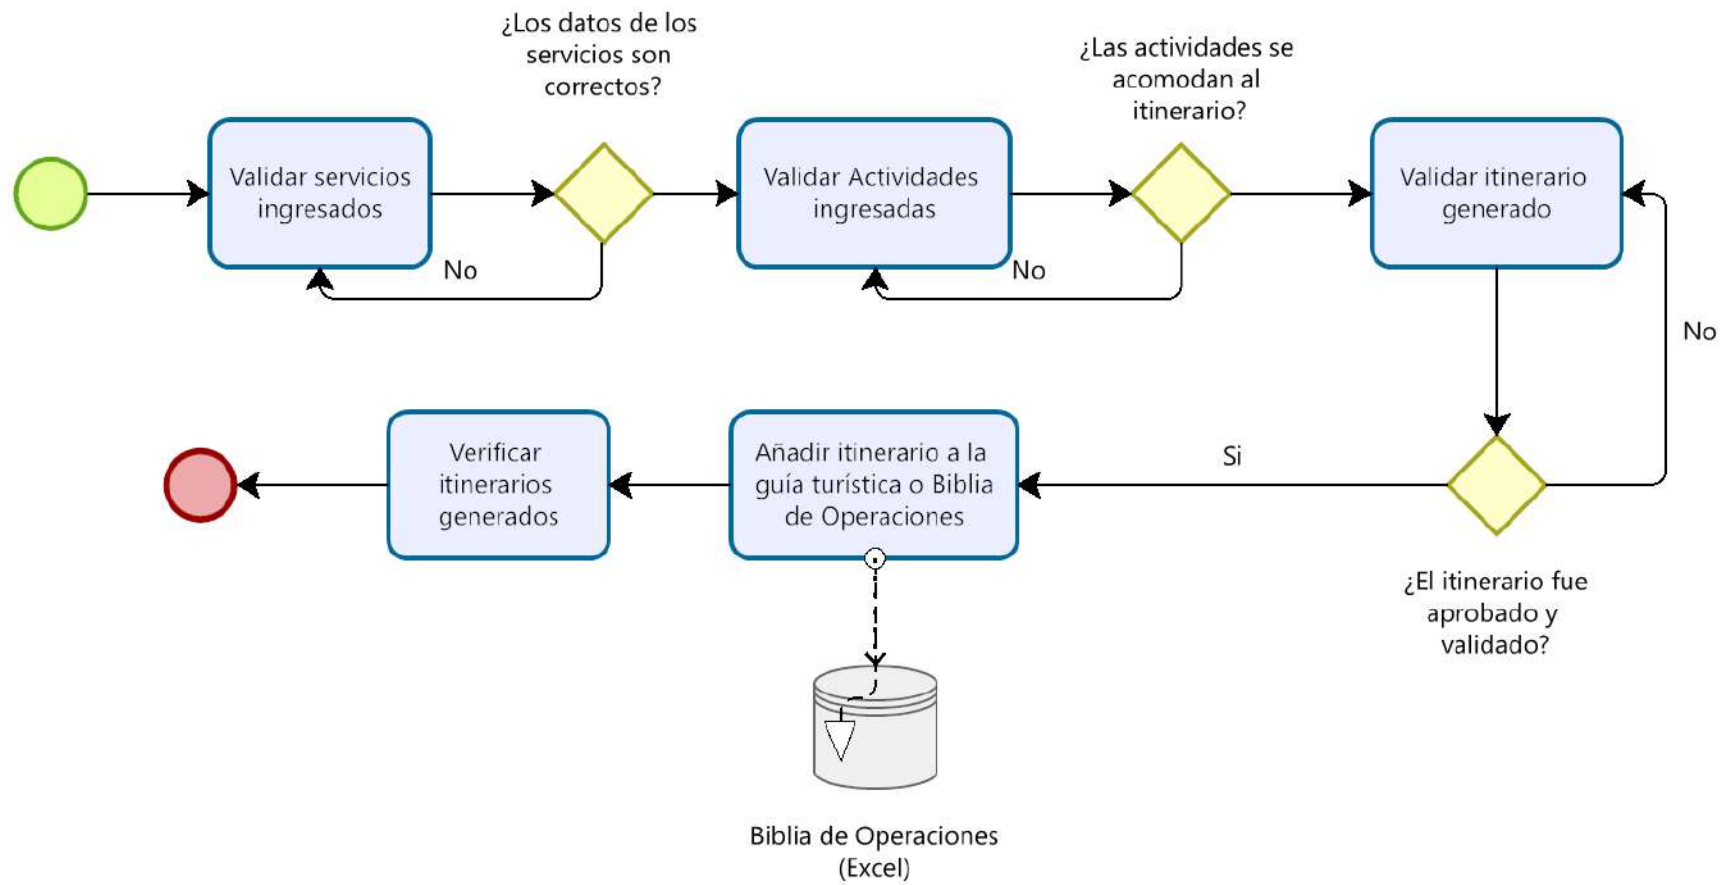 ¿Los datos de los
servicios son
correctos?
¿Las actividades se
acomodan al
itinerario?
Validar servicios
ingresados
Validar Actividades
ingresadas
Validar itinerario
generado
No
No
No
Verificar
itinerarios
generados
Añadir itinerario a la
guía turística o Biblia
de Operaciones
Si
¿El itinerario fue
aprobado y
validado?
Biblia de Operaciones
(Excel)